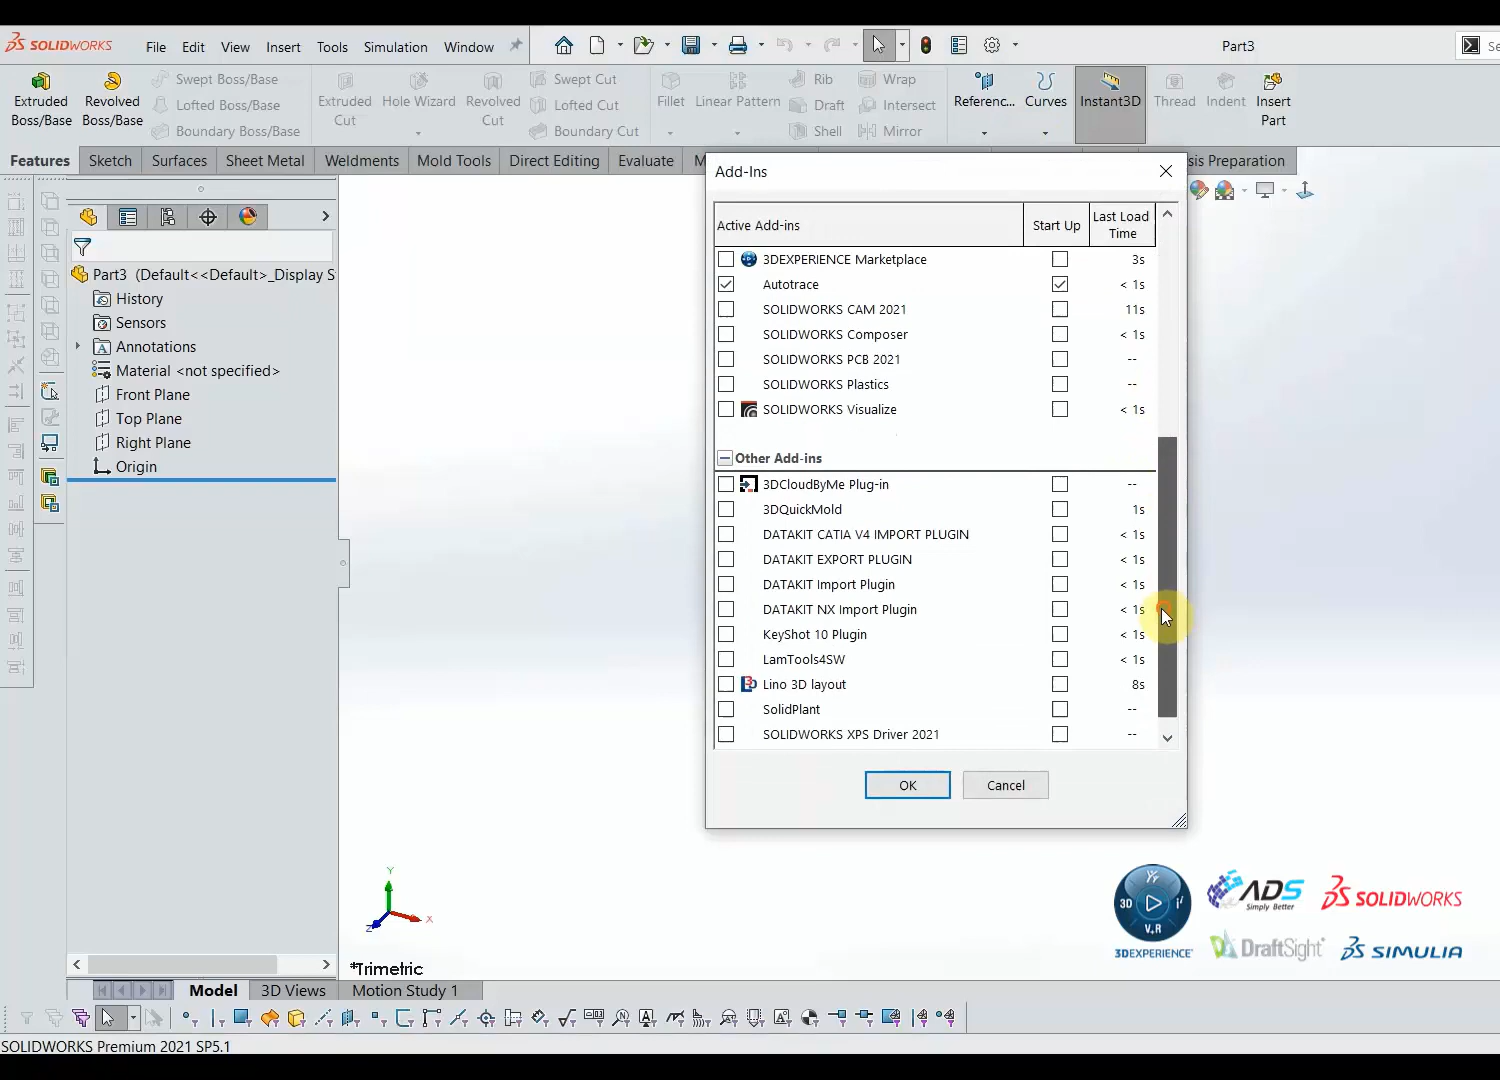 SOLIDWORKS File Edit View Insert Tools Simulation Window Part3
Extruded Boss/Base
Revolved Boss/Base
Swept Boss/Base
Lofted Boss/Base
Boundary Boss/Base
Extruded Cut
Hole Wizard
Revolved Cut
Swept Cut
Lofted Cut
Boundary Cut
Fillet
Linear Pattern
Rib
Draft
Shell
Wrap
Intersect
Mirror
Referenc...
Curves
Instant3D
Thread
Indent
Insert Part
Features Sketch Surfaces Sheet Metal Weldments Mold Tools Direct Editing Evaluate M sis Preparation
Part3 (Default<<Default>_Display S
History
Sensors
Annotations
Material <not specified>
Front Plane
Top Plane
Right Plane
Origin
Add-Ins
Active Add-ins Start Up Last Load Time
3DEXPERIENCE Marketplace 3s
Autotrace < 1s
SOLIDWORKS CAM 2021 11s
SOLIDWORKS Composer < 1s
SOLIDWORKS PCB 2021 --
SOLIDWORKS Plastics --
SOLIDWORKS Visualize < 1s
Other Add-ins
3DCloudByMe Plug-in --
3DQuickMold 1s
DATAKIT CATIA V4 IMPORT PLUGIN < 1s
DATAKIT EXPORT PLUGIN < 1s
DATAKIT Import Plugin < 1s
DATAKIT NX Import Plugin < 1s
KeyShot 10 Plugin < 1s
LamTools4SW < 1s
Lino 3D layout 8s
SolidPlant --
SOLIDWORKS XPS Driver 2021 --
OK Cancel
Y
X
Z
*Trimetric
3D V.R
3DEXPERIENCE
ADS
Simply Better
SOLIDWORKS
DraftSight
SIMULIA
Model 3D Views Motion Study 1
SOLIDWORKS Premium 2021 SP5.1